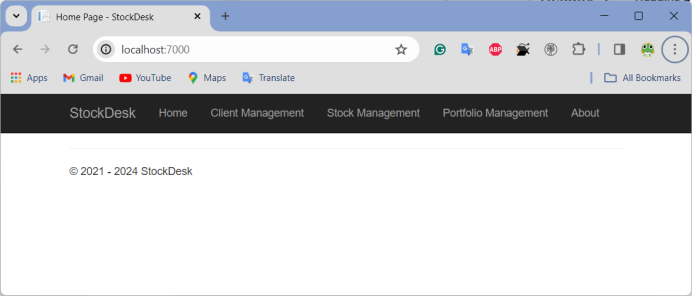 Home Page - StockDesk
localhost:7000
ABP
Apps Gmail YouTube Maps Translate All Bookmarks
StockDesk Home Client Management Stock Management Portfolio Management About
© 2021 - 2024 StockDesk